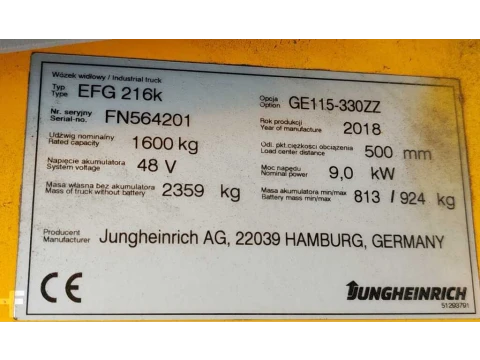 Wózek widłowy / Industrial truck
Typ
Type EFG 216k
Opcja
Option GE115-330ZZ
Nr. seryjny
Serial-no. FN564201
Rok produkcji
Year of manufacture 2018
Udźwig nominalny
Rated capacity 1600 kg
Odl. pkt.ciężkości obciążenia
Load center distance 500 mm
Napięcie akumulatora
System voltage 48 V
Moc napędu
Nominal power 9,0 kW
Masa własna bez akumulatora
Mass of truck without battery 2359 kg
Masa akumulatora min/max
Battery mass min/max 813 / 924 kg
Producent
Manufacturer Jungheinrich AG, 22039 HAMBURG, GERMANY
CE
JUNGHEINRICH
51293791